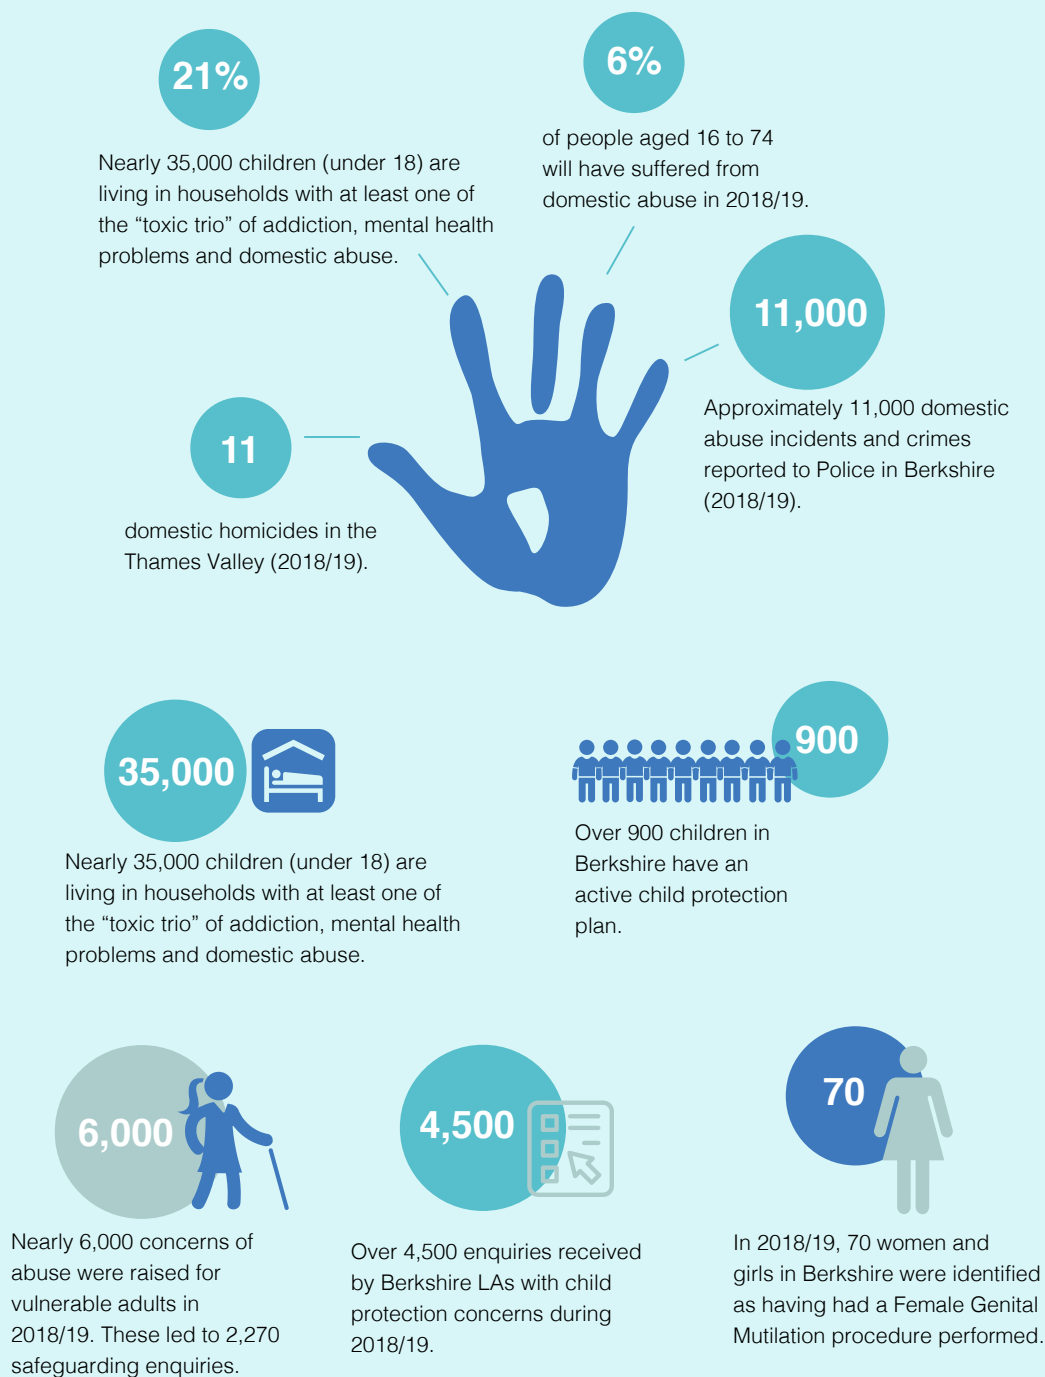 21%
Nearly 35,000 children (under 18) are
living in households with at least one of
the “toxic trio” of addiction, mental health
problems and domestic abuse.
6%
of people aged 16 to 74
will have suffered from
domestic abuse in 2018/19.
11,000
Approximately 11,000 domestic
abuse incidents and crimes
reported to Police in Berkshire
(2018/19).
11
domestic homicides in the
Thames Valley (2018/19).
35,000
Nearly 35,000 children (under 18) are
living in households with at least one of
the “toxic trio” of addiction, mental health
problems and domestic abuse.
900
Over 900 children in
Berkshire have an
active child protection
plan.
6,000
Nearly 6,000 concerns of
abuse were raised for
vulnerable adults in
2018/19. These led to 2,270
safeguarding enquiries.
4,500
Over 4,500 enquiries received
by Berkshire LAs with child
protection concerns during
2018/19.
70
In 2018/19, 70 women and
girls in Berkshire were identified
as having had a Female Genital
Mutilation procedure performed.